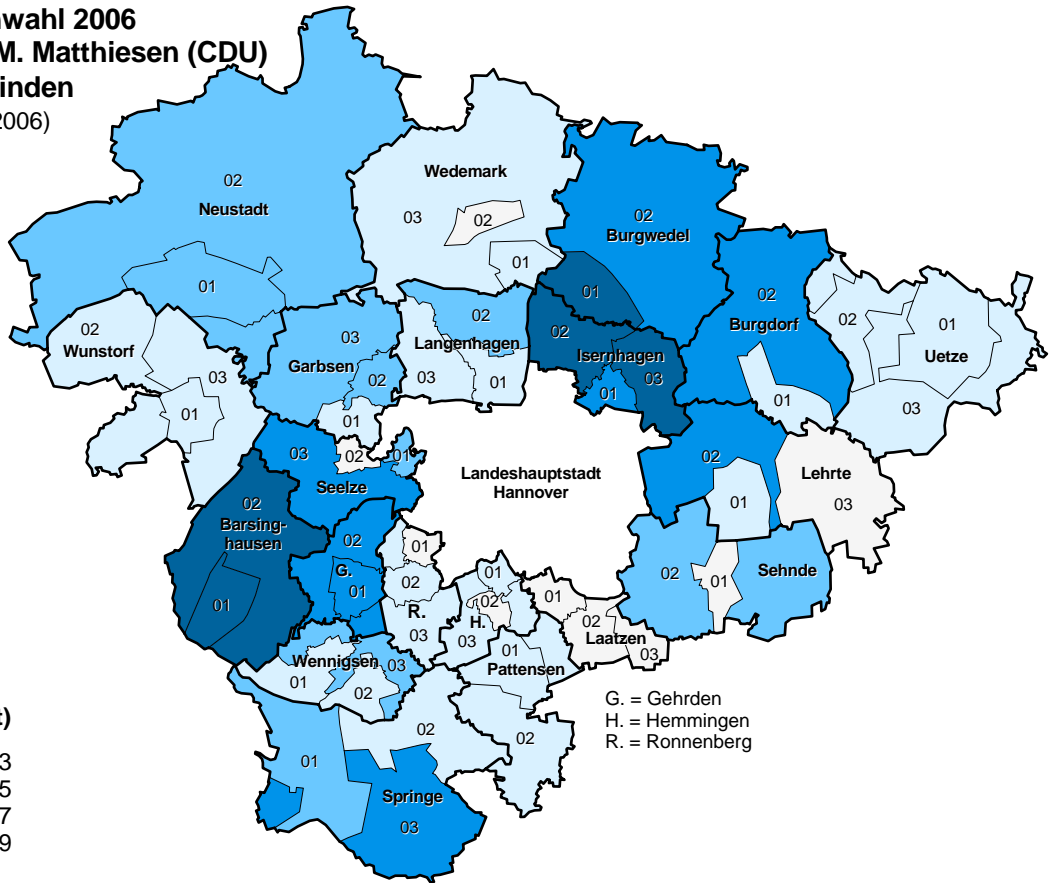 nwahl 2006
M. Matthiesen (CDU)
inden
2006)
Wedemark
03
02
01
02
Neustadt
01
02
Burgwedel
01
02
Burgdorf
01
02
01
Uetze
03
02
Wunstorf
03
01
03
Garbsen
02
01
02
Langenhagen
03
01
02
Isernhagen
03
01
03
02
01
Seelze
Landeshauptstadt
Hannover
02
01
Lehrte
03
02
Barsing-
hausen
01
02
G.
01
01
02
R.
03
01
02
H.
03
01
02
Laatzen
03
02
01
Sehnde
Wennigsen
03
01
02
01
Pattensen
02
G. = Gehrden
H. = Hemmingen
R. = Ronnenberg
01
02
Springe
03
t)
3
5
7
9